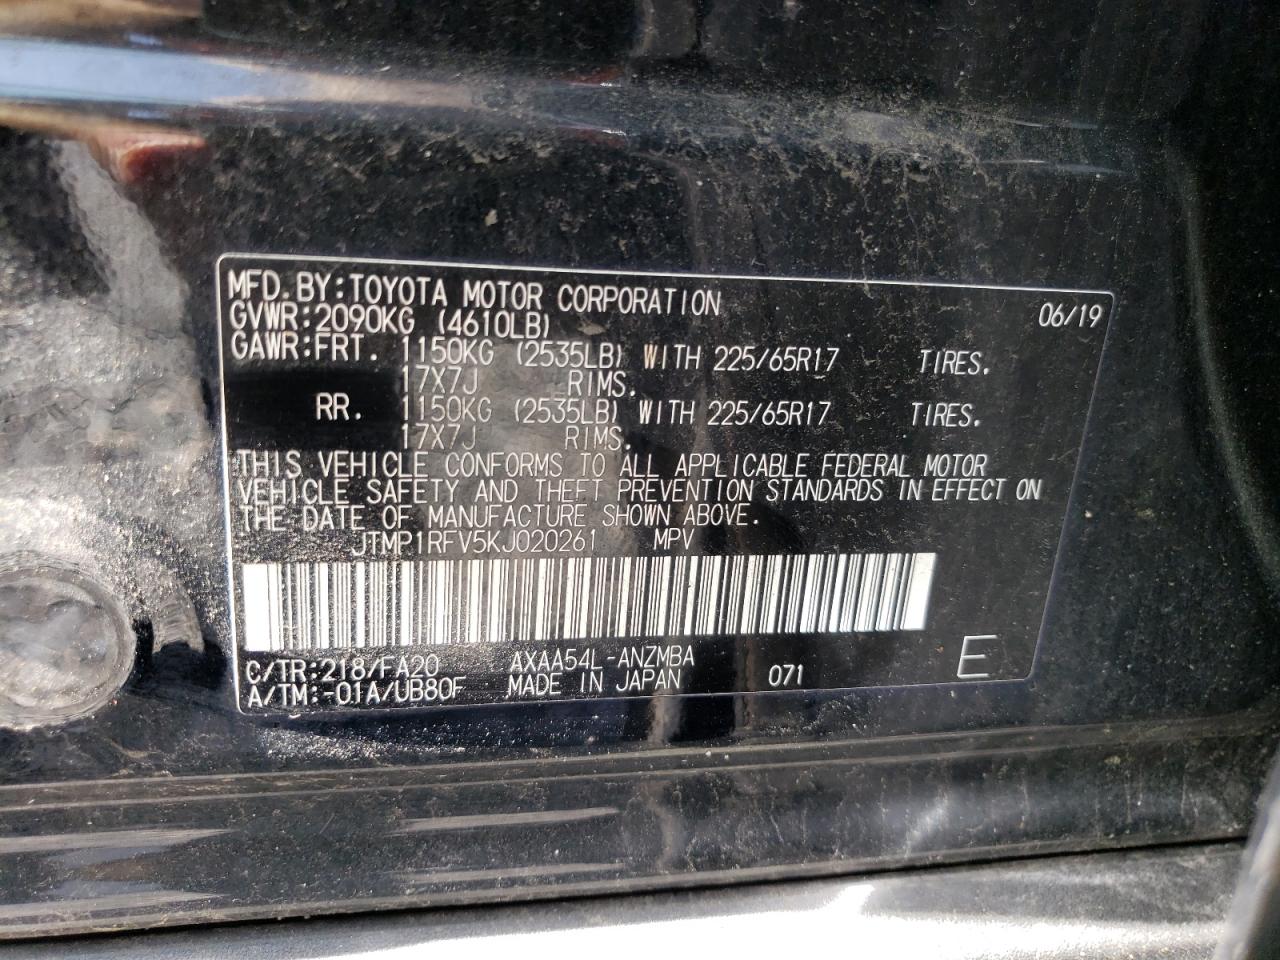 MFD. BY: TOYOTA MOTOR CORPORATION 06/19
GVWR: 2090KG (4610LB)
GAWR: FRT. 1150KG (2535LB) WITH 225/65R17 TIRES.
17X7J RIMS.
RR. 1150KG (2535LB) WITH 225/65R17 TIRES.
17X7J RIMS.
THIS VEHICLE CONFORMS TO ALL APPLICABLE FEDERAL MOTOR
VEHICLE SAFETY AND THEFT PREVENTION STANDARDS IN EFFECT ON
THE DATE OF MANUFACTURE SHOWN ABOVE.
JTMP1RFV5KJ020261 MPV
C/TR: 218/FA20 AXAA54L-ANZMBA
A/TM: -01A/UB80F MADE IN JAPAN 071 E